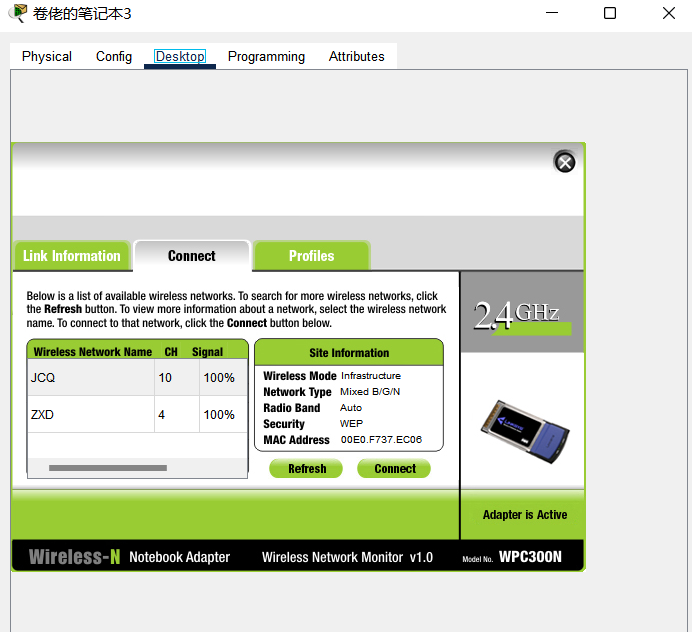 卷佬的笔记本3
Physical Config Desktop Programming Attributes
Link Information Connect Profiles
Below is a list of available wireless networks. To search for more wireless networks, click
the Refresh button. To view more information about a network, select the wireless network
name. To connect to that network, click the Connect button below.
2.4GHz
Wireless Network Name CH Signal
JCQ 10 100%
ZXD 4 100%
Site Information
Wireless Mode Infrastructure
Network Type Mixed B/G/N
Radio Band Auto
Security WEP
MAC Address 00E0.F737.EC06
Refresh Connect
Adapter is Active
Wireless-N Notebook Adapter Wireless Network Monitor v1.0 Model No. WPC300N